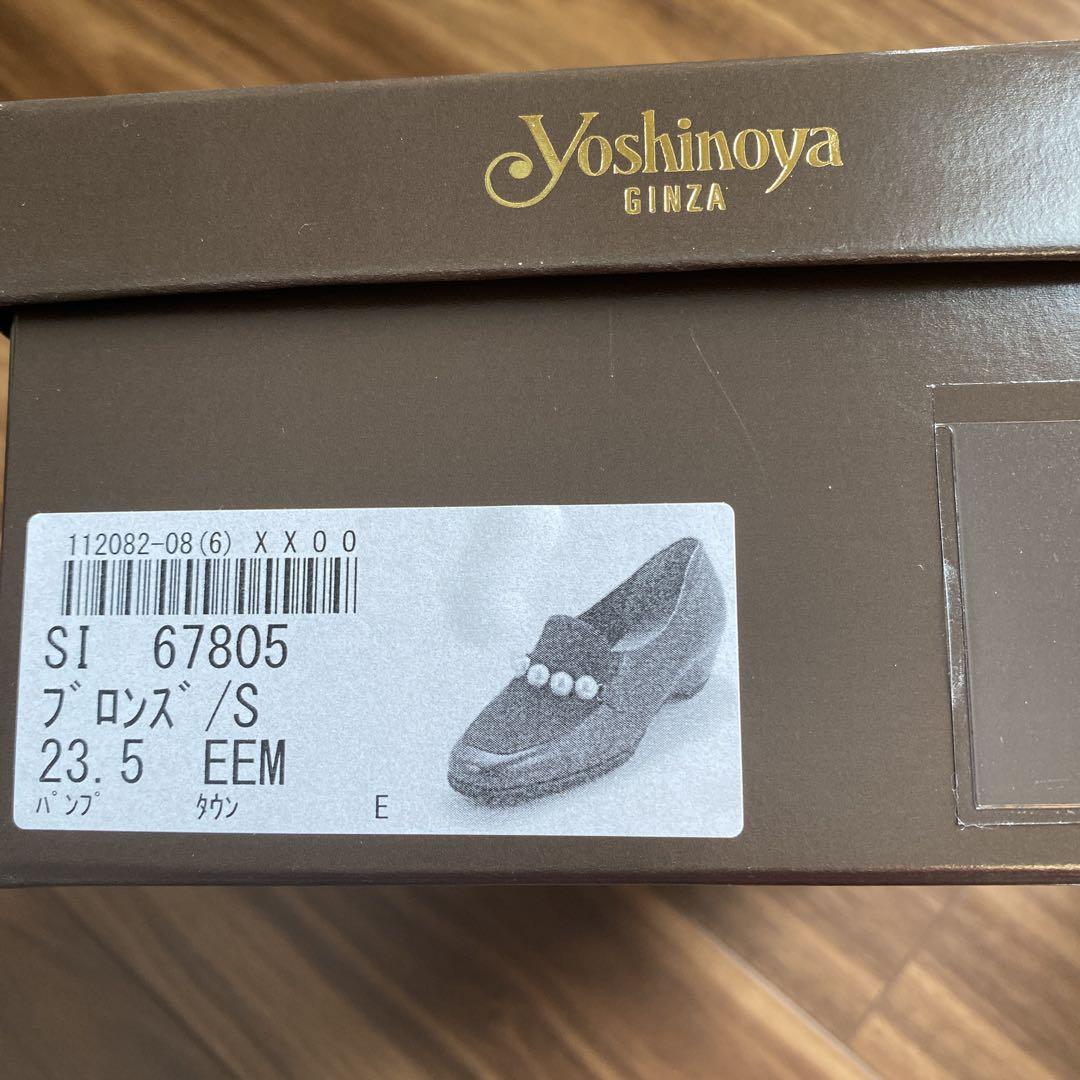 Yoshinoya
GINZA
112082-08(6) XX00
SI 67805
ﾌﾞﾛﾝｽﾞ/S
23.5 EEM
ﾊﾟﾝﾌﾟ ﾀｳﾝ E